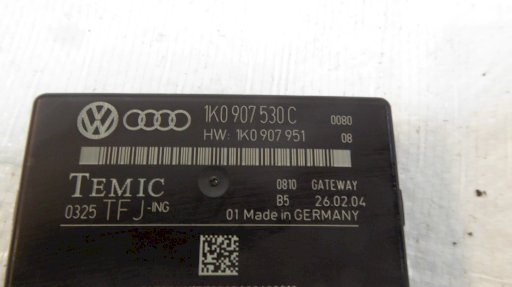 1K0 907 530 C 0080
HW: 1K0 907 951 08
TEMIC 0810 GATEWAY
B5 26.02.04
0325 TFJ-ING 01 Made in GERMANY